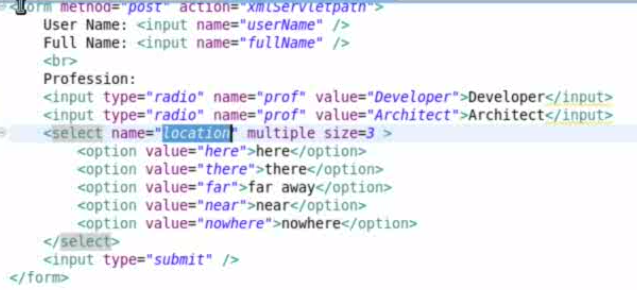 form method="post" action="xmlServletpath">
User Name: <input name="userName" />
Full Name: <input name="fullName" />
<br>
Profession:
<input type="radio" name="prof" value="Developer">Developer</input>
<input type="radio" name="prof" value="Architect">Architect</input>
<select name="location" multiple size=3 >
<option value="here">here</option>
<option value="there">there</option>
<option value="far">far away</option>
<option value="near">near</option>
<option value="nowhere">nowhere</option>
</select>
<input type="submit" />
</form>